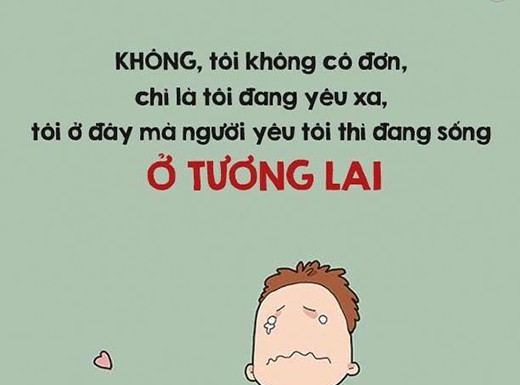 KHÔNG, tôi không cô đơn,
chỉ là tôi đang yêu xa,
tôi ở đây mà người yêu tôi thì đang sống
Ở TƯƠNG LAI